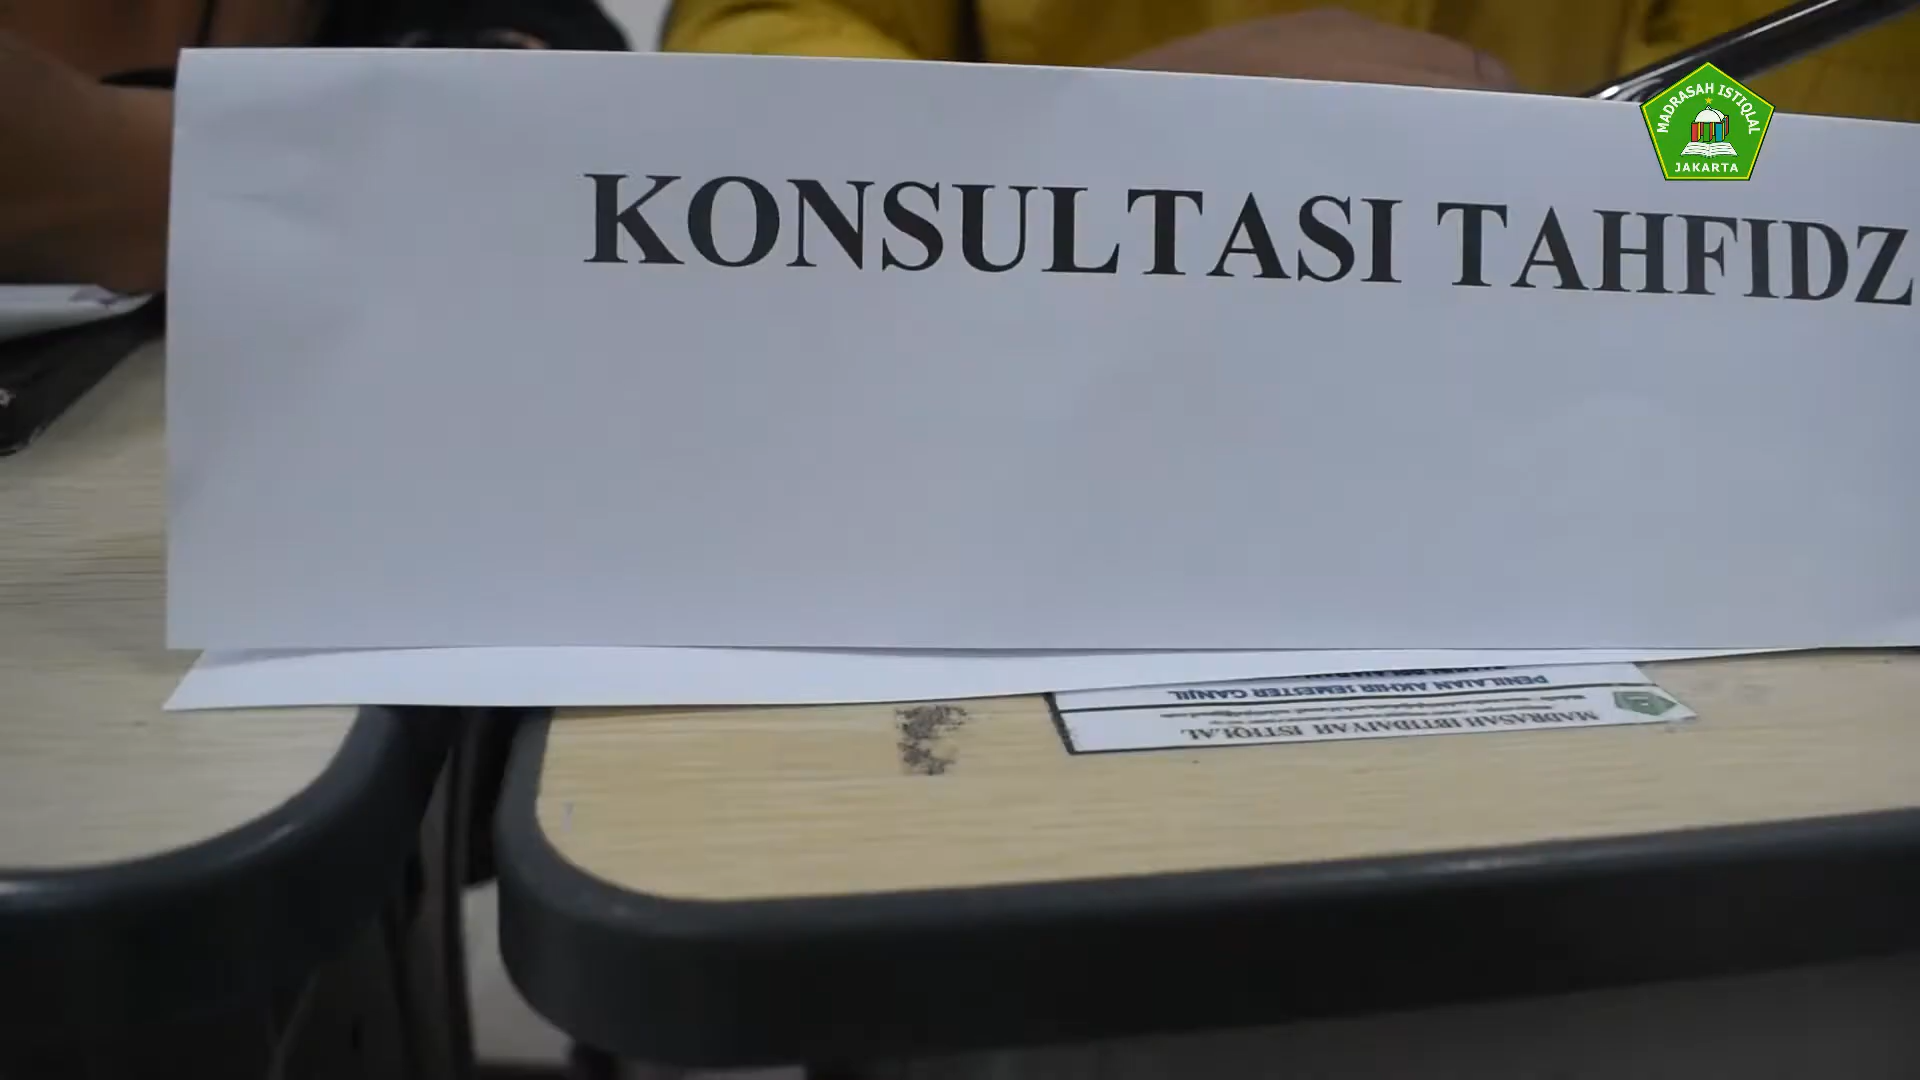 MADRASAH ISTIQLAL
JAKARTA
KONSULTASI TAHFIDZ
MADRASAH IBTIDAIYAH ISTIQLAL
PENILAIAN AKHIR SEMESTER GANJIL